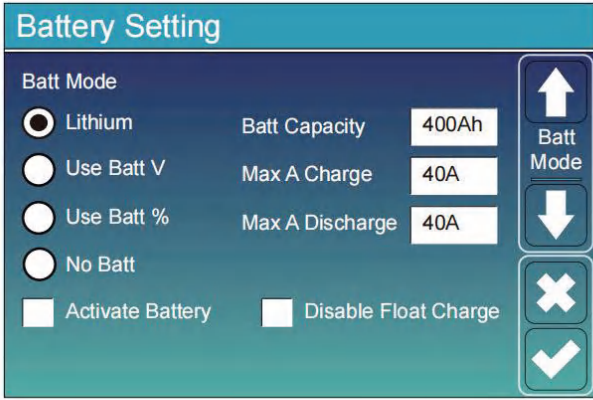 Battery Setting
Batt Mode
Lithium
Batt Capacity 400Ah
Use Batt V
Max A Charge 40A
Use Batt %
Max A Discharge 40A
No Batt
Activate Battery
Disable Float Charge
Batt
Mode